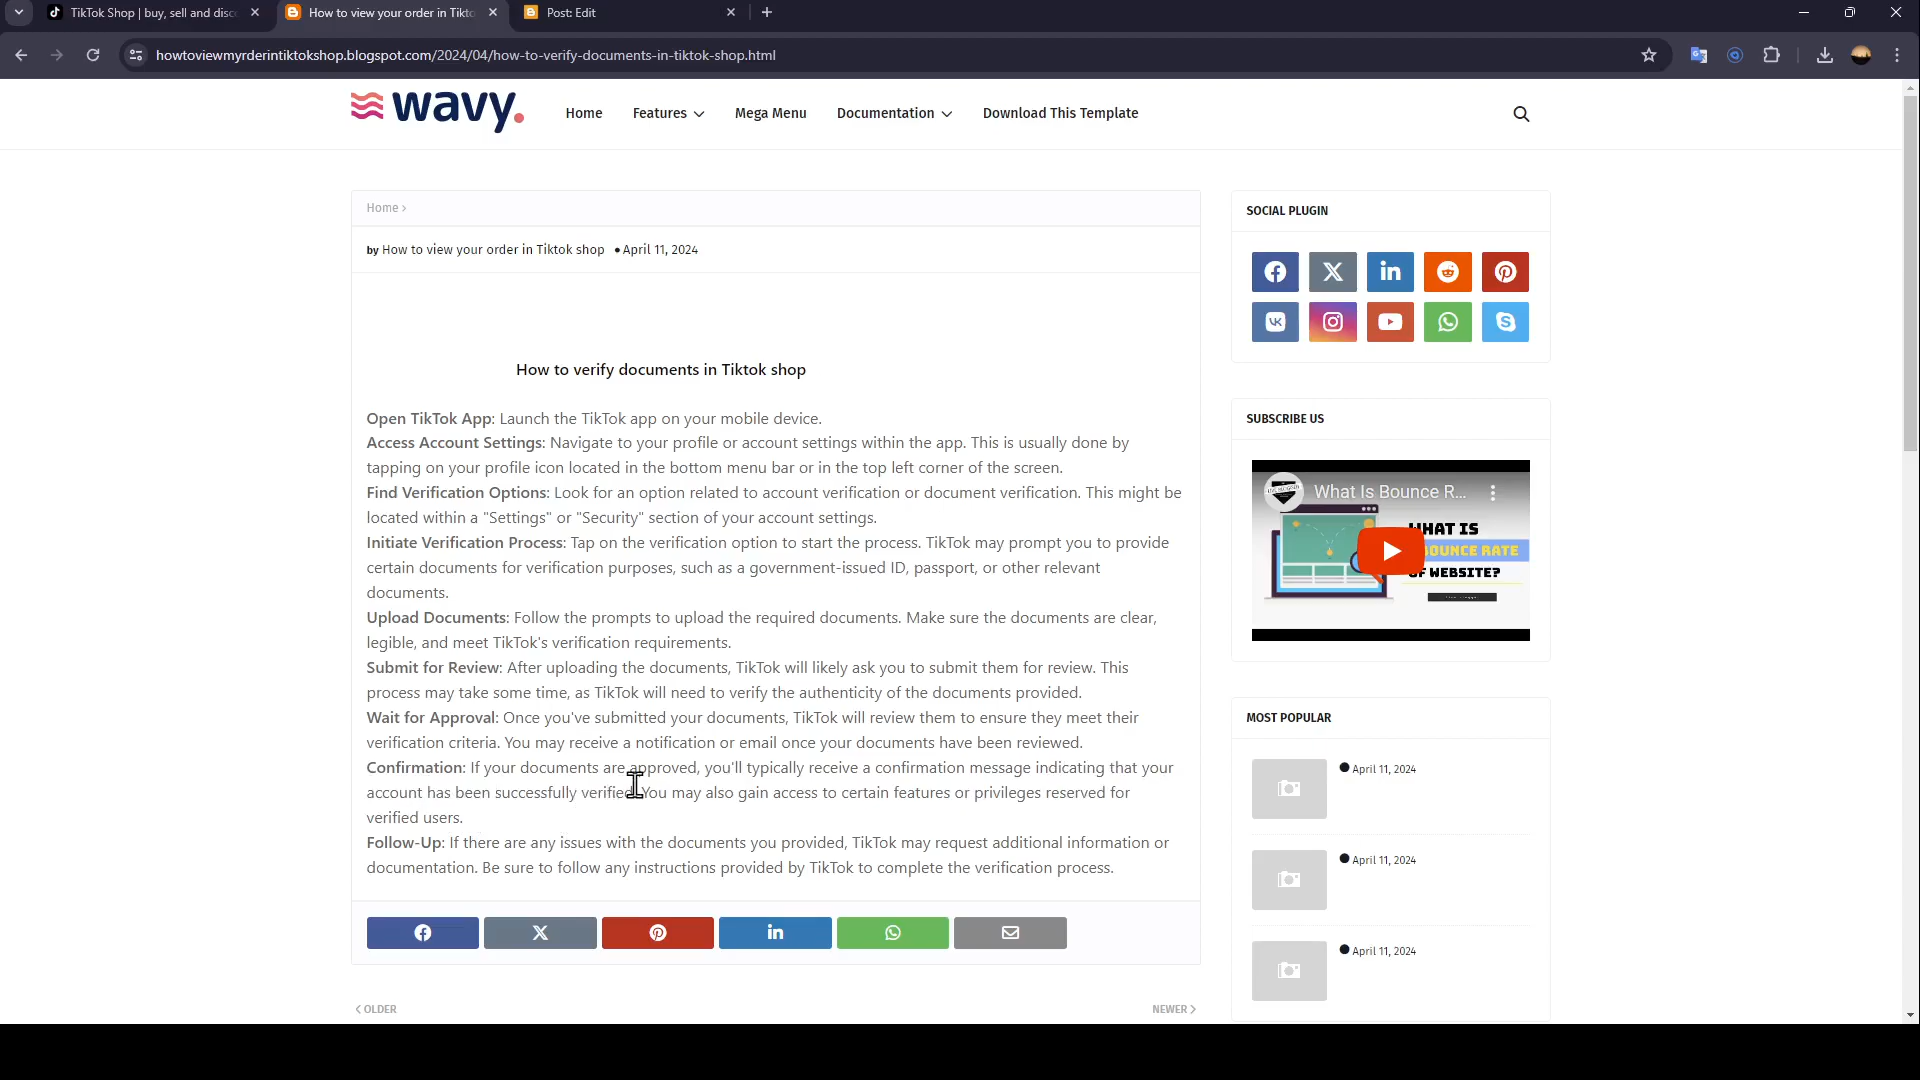 TikTok Shop | buy, sell and disc
How to view your order in Tikto
Post: Edit
howtoviewmyrderintiktokshop.blogspot.com/2024/04/how-to-verify-documents-in-tiktok-shop.html
wavy.
Home
Features
Mega Menu
Documentation
Download This Template
Home >
by How to view your order in Tiktok shop • April 11, 2024
How to verify documents in Tiktok shop
Open TikTok App: Launch the TikTok app on your mobile device.
Access Account Settings: Navigate to your profile or account settings within the app. This is usually done by
tapping on your profile icon located in the bottom menu bar or in the top left corner of the screen.
Find Verification Options: Look for an option related to account verification or document verification. This might be
located within a "Settings" or "Security" section of your account settings.
Initiate Verification Process: Tap on the verification option to start the process. TikTok may prompt you to provide
certain documents for verification purposes, such as a government-issued ID, passport, or other relevant
documents.
Upload Documents: Follow the prompts to upload the required documents. Make sure the documents are clear,
legible, and meet TikTok's verification requirements.
Submit for Review: After uploading the documents, TikTok will likely ask you to submit them for review. This
process may take some time, as TikTok will need to verify the authenticity of the documents provided.
Wait for Approval: Once you've submitted your documents, TikTok will review them to ensure they meet their
verification criteria. You may receive a notification or email once your documents have been reviewed.
Confirmation: If your documents are approved, you'll typically receive a confirmation message indicating that your
account has been successfully verified. You may also gain access to certain features or privileges reserved for
verified users.
Follow-Up: If there are any issues with the documents you provided, TikTok may request additional information or
documentation. Be sure to follow any instructions provided by TikTok to complete the verification process.
< OLDER
NEWER >
SOCIAL PLUGIN
SUBSCRIBE US
What Is Bounce R...
WHAT IS
BOUNCE RATE
OF WEBSITE?
MOST POPULAR
April 11, 2024
April 11, 2024
April 11, 2024